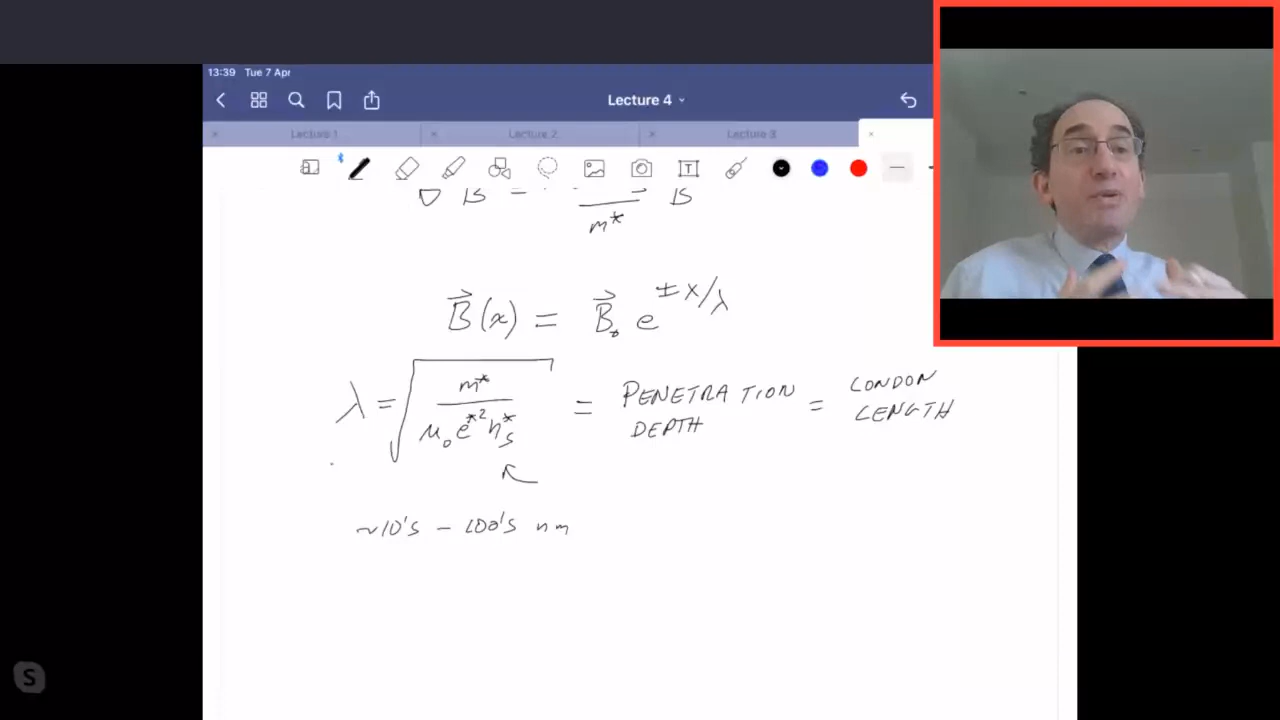 13:39 Tue 7 Apr
Lecture 4
Lecture 1 Lecture 2 Lecture 3
T
m*
B⃗(x) = B⃗₀ e^{±x/λ}
λ = √(m* / μ₀e*²nₛ*) = PENETRATION DEPTH = LONDON LENGTH
~10's - 100's nm
S